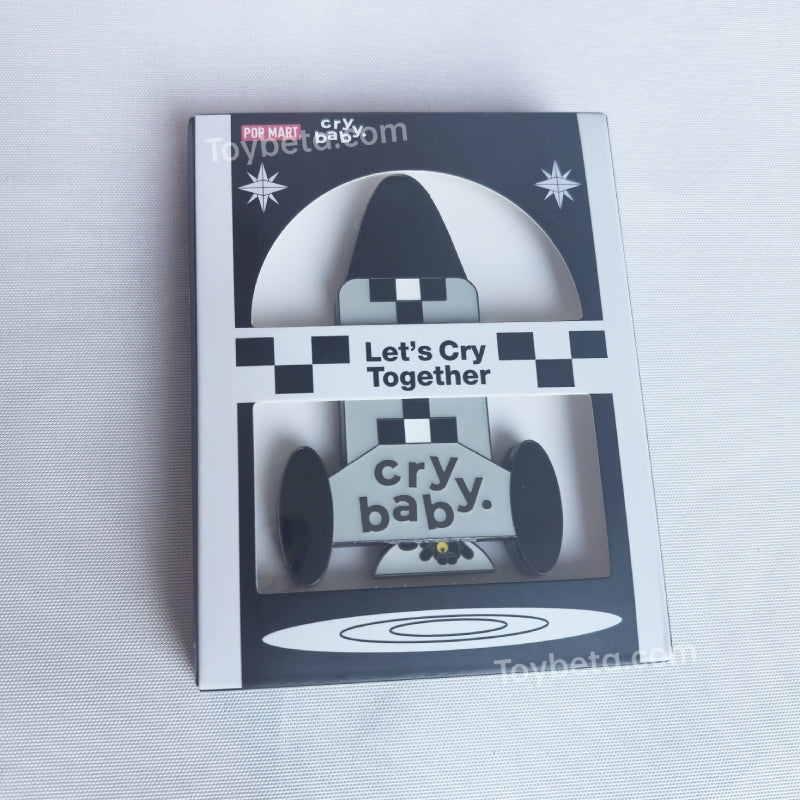 POP MART.
cry
baby.
Toybeta.com
Let's Cry
Together
cry
baby.
Toybeta.com